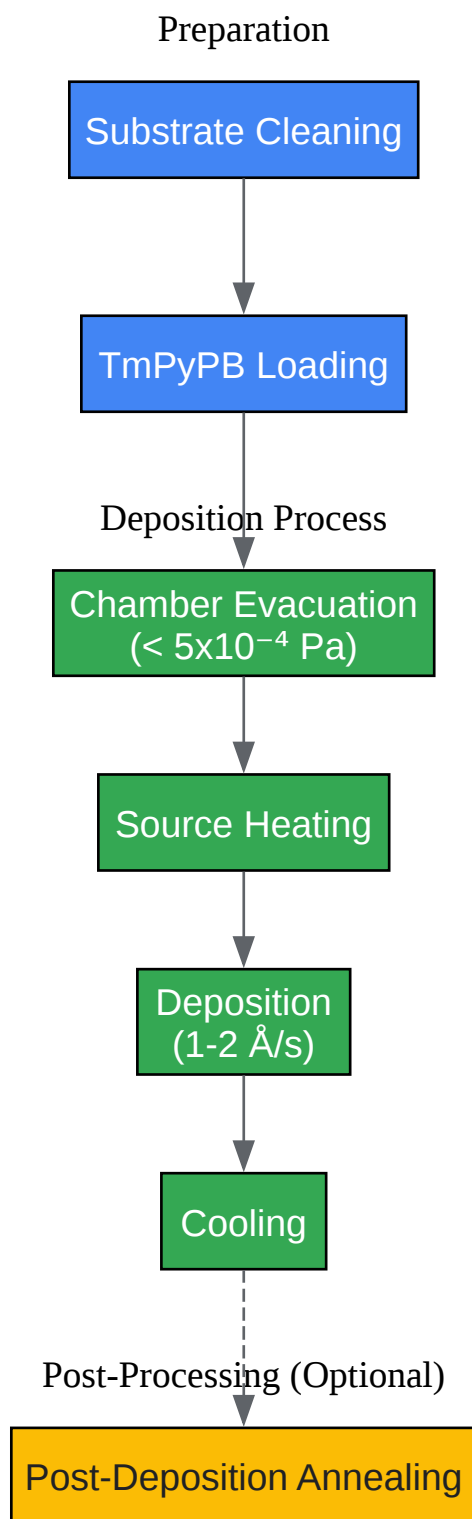 Preparation
Substrate Cleaning
TmPyPB Loading
Deposition Process
Chamber Evacuation
(< 5x10⁻⁴ Pa)
Source Heating
Deposition
(1-2 Å/s)
Cooling
Post-Processing (Optional)
Post-Deposition Annealing